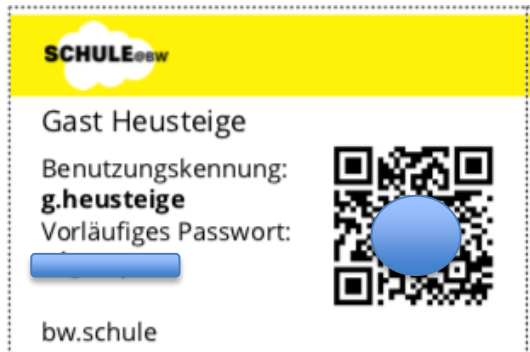 SCHULE@BW
Gast Heusteige
Benutzungskennung:
g.heusteige
Vorläufiges Passwort:
bw.schule